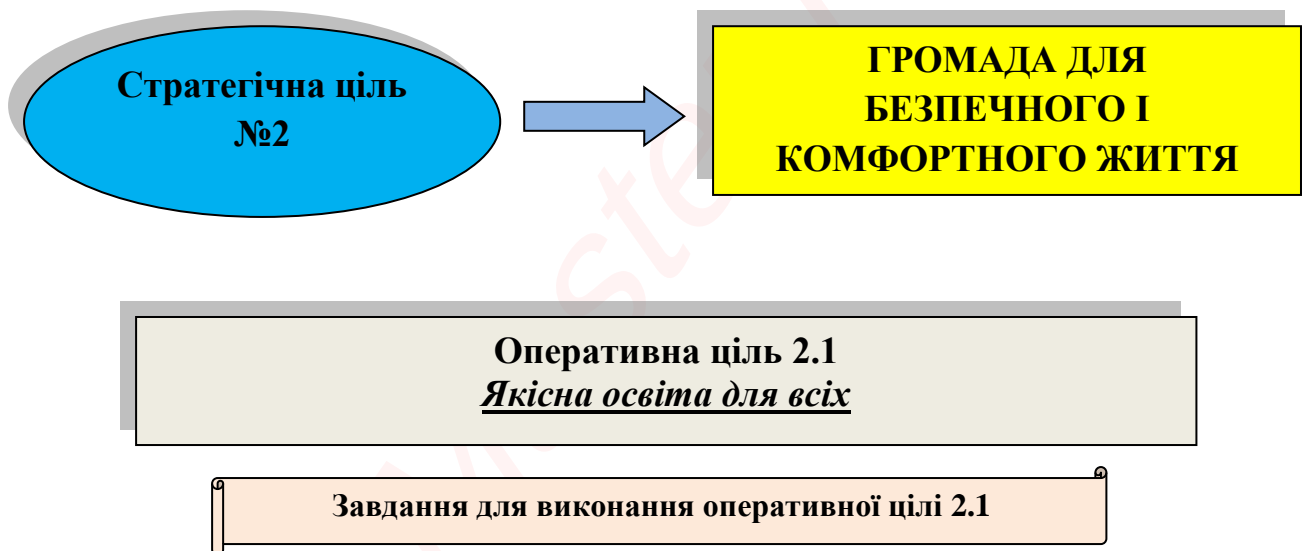 Стратегічна ціль
№2
ГРОМАДА ДЛЯ
БЕЗПЕЧНОГО І
КОМФОРТНОГО ЖИТТЯ
Оперативна ціль 2.1
Якісна освіта для всіх
Завдання для виконання оперативної цілі 2.1